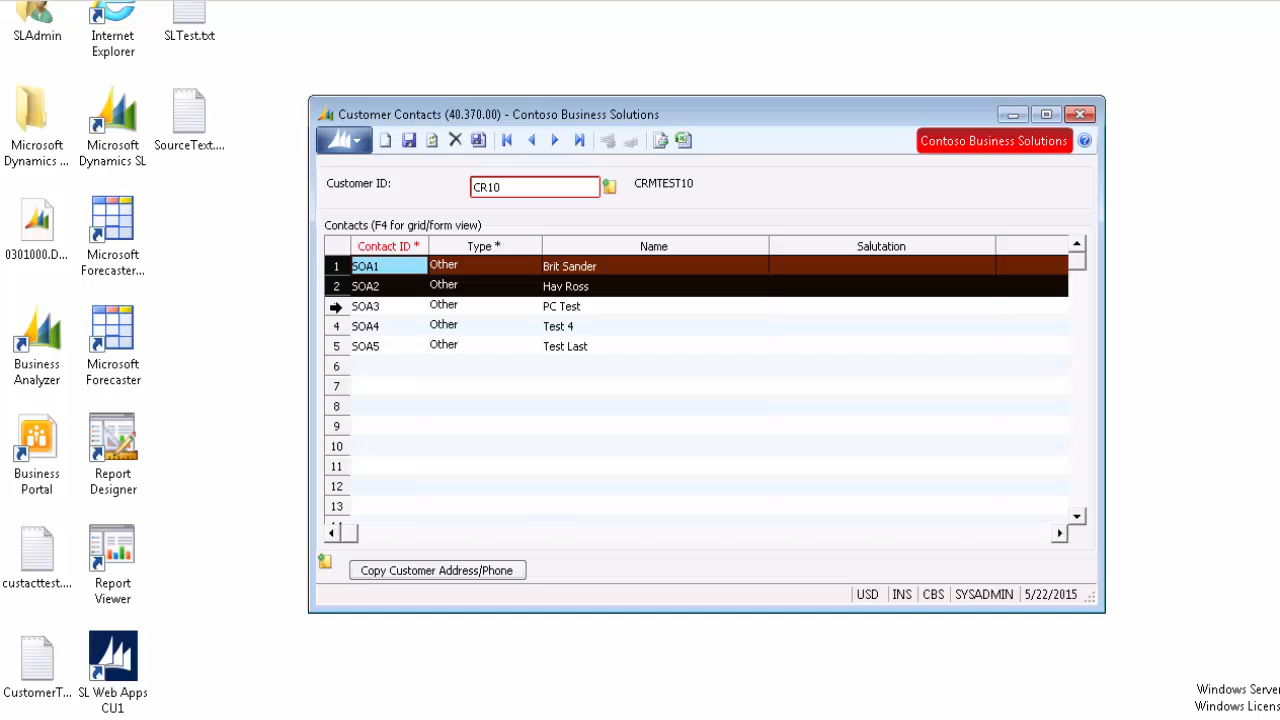 SLAdmin
Internet
Explorer
SLTest.txt
Microsoft
Dynamics ...
Microsoft
Dynamics SL
SourceText....
0301000.D...
Microsoft
Forecaster...
Business
Analyzer
Microsoft
Forecaster
Business
Portal
Report
Designer
custacttest....
Report
Viewer
CustomerT...
SL Web Apps
CU1
Customer Contacts (40.370.00) - Contoso Business Solutions
Contoso Business Solutions
Customer ID:
CR10
CRMTEST10
Contacts (F4 for grid/form view)
Contact ID * Type * Name Salutation
1 SOA1 Other Brit Sander
2 SOA2 Other Hav Ross
SOA3 Other PC Test
4 SOA4 Other Test 4
5 SOA5 Other Test Last
6
7
8
9
10
11
12
13
Copy Customer Address/Phone
USD INS CBS SYSADMIN 5/22/2015
Windows Serve
Windows Licens